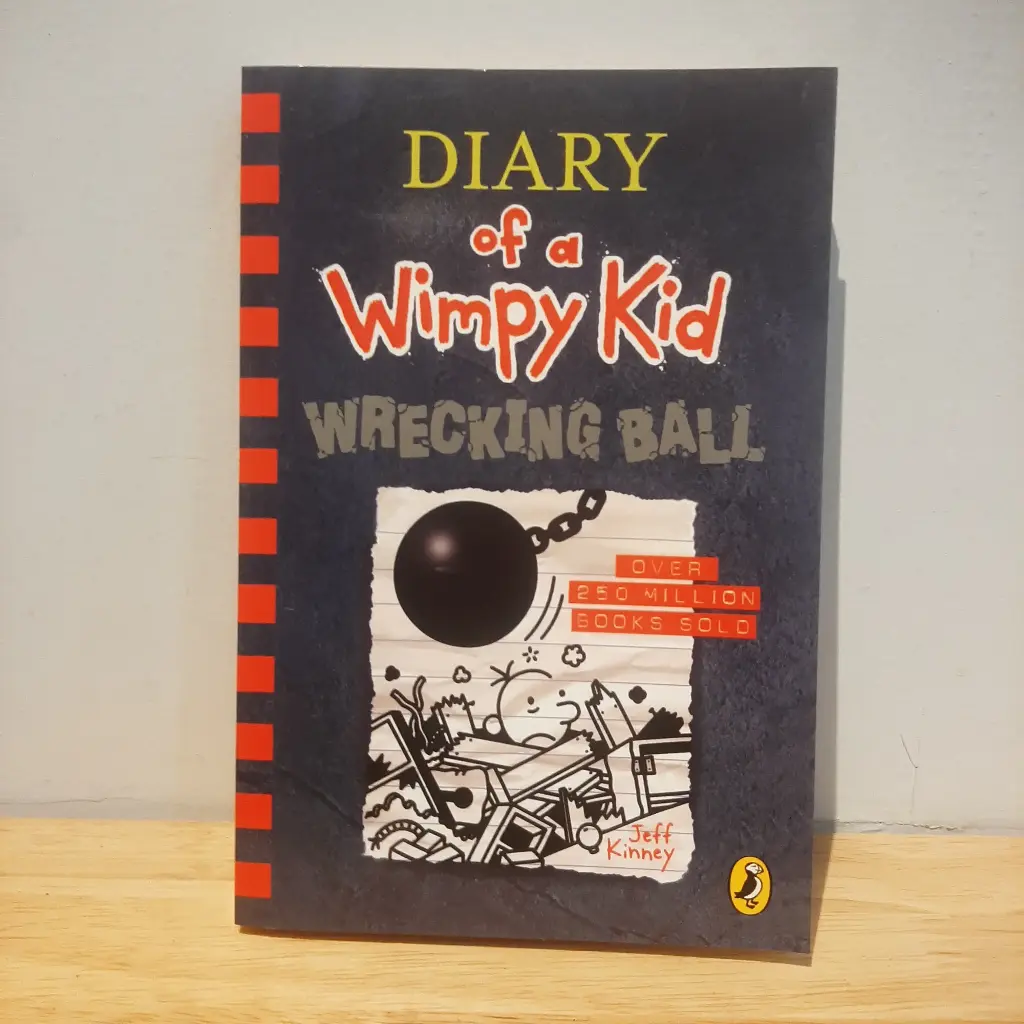 DIARY
of a
Wimpy Kid
WRECKING BALL
OVER
250 MILLION
BOOKS SOLD
Jeff
Kinney